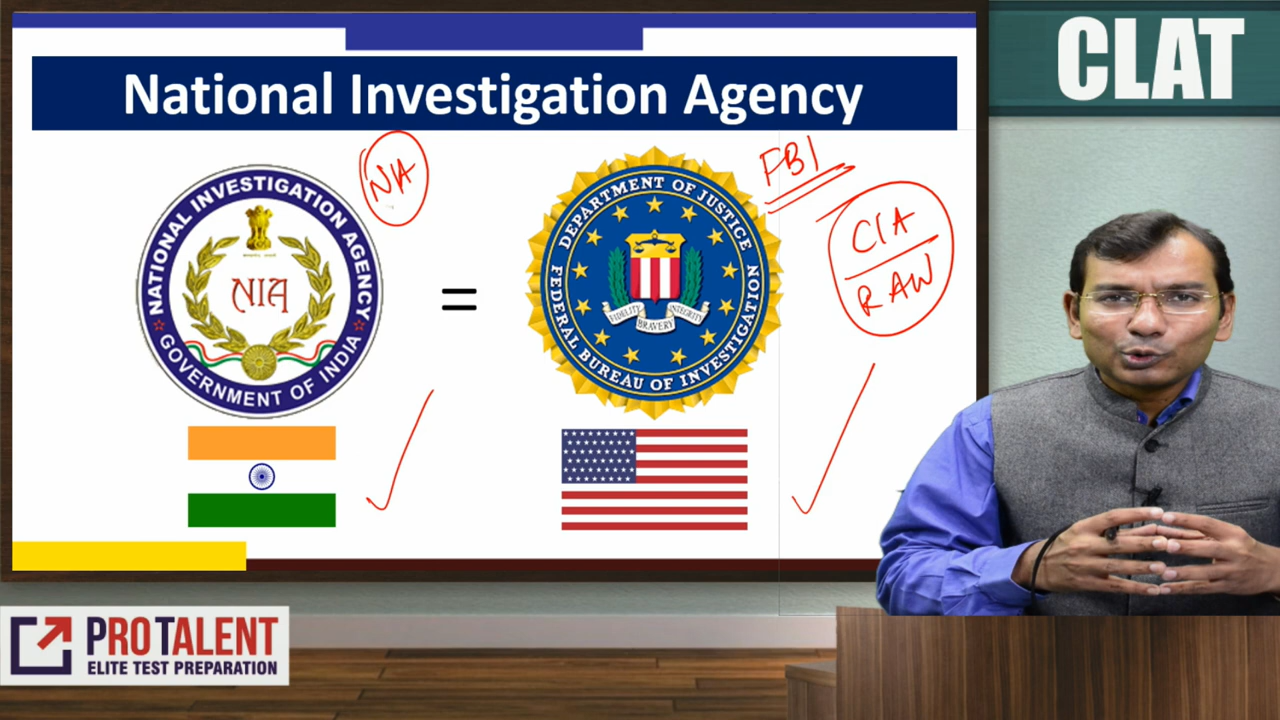 CLAT
National Investigation Agency
NATIONAL INVESTIGATION AGENCY
NIA
GOVERNMENT OF INDIA
NIA
=
DEPARTMENT OF JUSTICE
FIDELITY BRAVERY INTEGRITY
FEDERAL BUREAU OF INVESTIGATION
FBI
CIA
RAW
PROTALENT
ELITE TEST PREPARATION